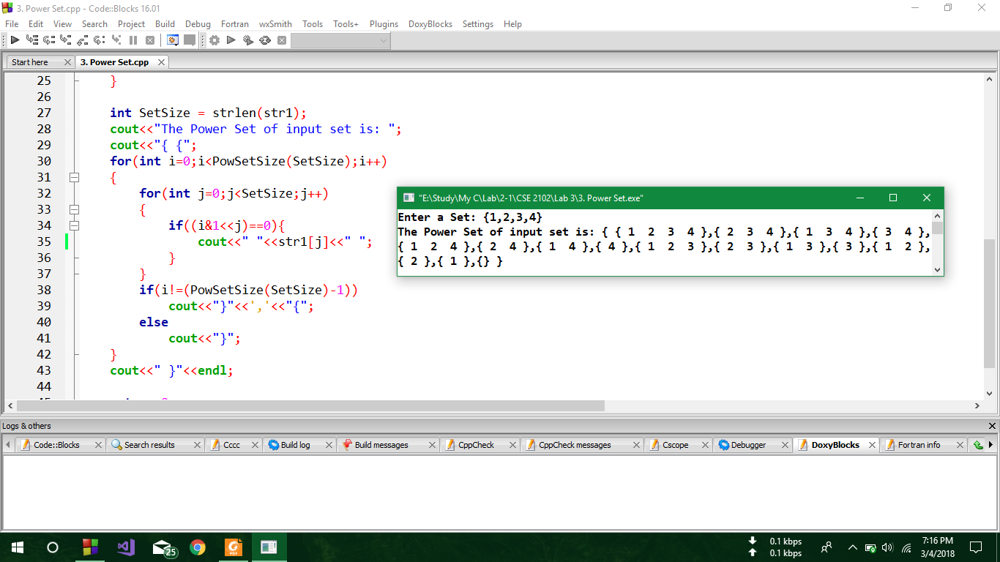 3. Power Set.cpp - Code::Blocks 16.01
File Edit View Search Project Build Debug Fortran wxSmith Tools Tools+ Plugins DoxyBlocks Settings Help
Start here 3. Power Set.cpp
25 }
26
27 int SetSize = strlen(str1);
28 cout<<"The Power Set of input set is: ";
29 cout<<"{ {";
30 for(int i=0;i<PowSetSize(SetSize);i++)
31 {
32 for(int j=0;j<SetSize;j++)
33 {
34 if((i&1<<j)==0){
35 cout<<" "<<str1[j]<<" ";
36 }
37 }
38 if(i!=(PowSetSize(SetSize)-1))
39 cout<<"}"<<','<<"{";
40 else
41 cout<<"}";
42 }
43 cout<<" }"<<endl;
44
"E:\Study\My C\Lab\2-1\CSE 2102\Lab 3\3. Power Set.exe"
Enter a Set: {1,2,3,4}
The Power Set of input set is: { { 1  2  3  4 },{ 2  3  4 },{ 1  3  4 },{ 3  4 },
{ 1  2  4 },{ 2  4 },{ 1  4 },{ 4 },{ 1  2  3 },{ 2  3 },{ 1  3 },{ 3 },{ 1  2 },
{ 2 },{ 1 },{} }
Logs & others
Code::Blocks Search results Cccc Build log Build messages CppCheck CppCheck messages Cscope Debugger DoxyBlocks Fortran info
25
0.1 kbps
0.1 kbps
7:16 PM
3/4/2018